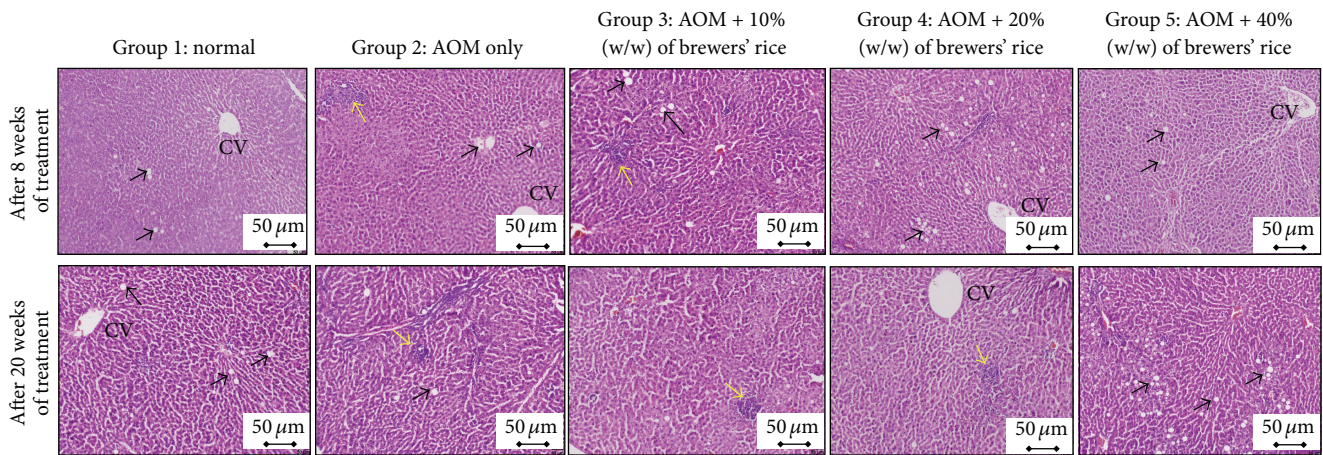 Group 1: normal
Group 2: AOM only
Group 3: AOM + 10%
(w/w) of brewers’ rice
Group 4: AOM + 20%
(w/w) of brewers’ rice
Group 5: AOM + 40%
(w/w) of brewers’ rice
After 8 weeks
of treatment
CV
50 μm
CV
50 μm
50 μm
CV
50 μm
CV
50 μm
After 20 weeks
of treatment
CV
50 μm
50 μm
50 μm
CV
50 μm
50 μm